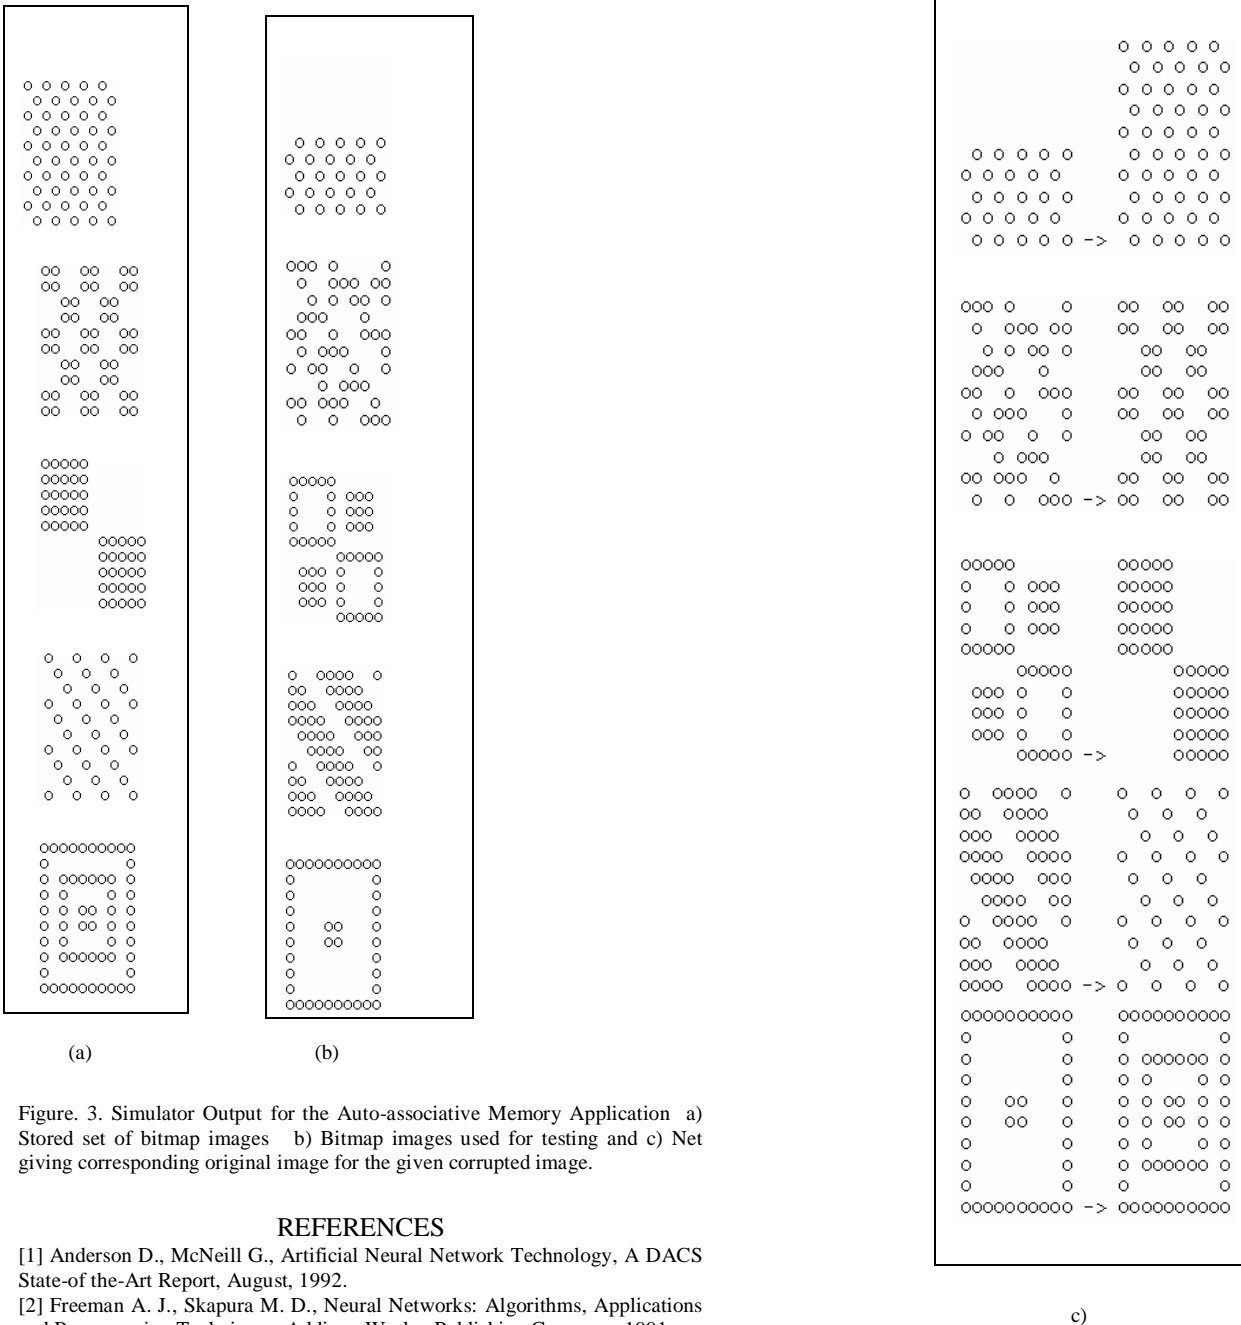 (a)
(b)
Figure. 3. Simulator Output for the Auto-associative Memory Application a)
Stored set of bitmap images b) Bitmap images used for testing and c) Net
giving corresponding original image for the given corrupted image.
REFERENCES
[1] Anderson D., McNeill G., Artificial Neural Network Technology, A DACS
State-of the-Art Report, August, 1992.
[2] Freeman A. J., Skapura M. D., Neural Networks: Algorithms, Applications
c)